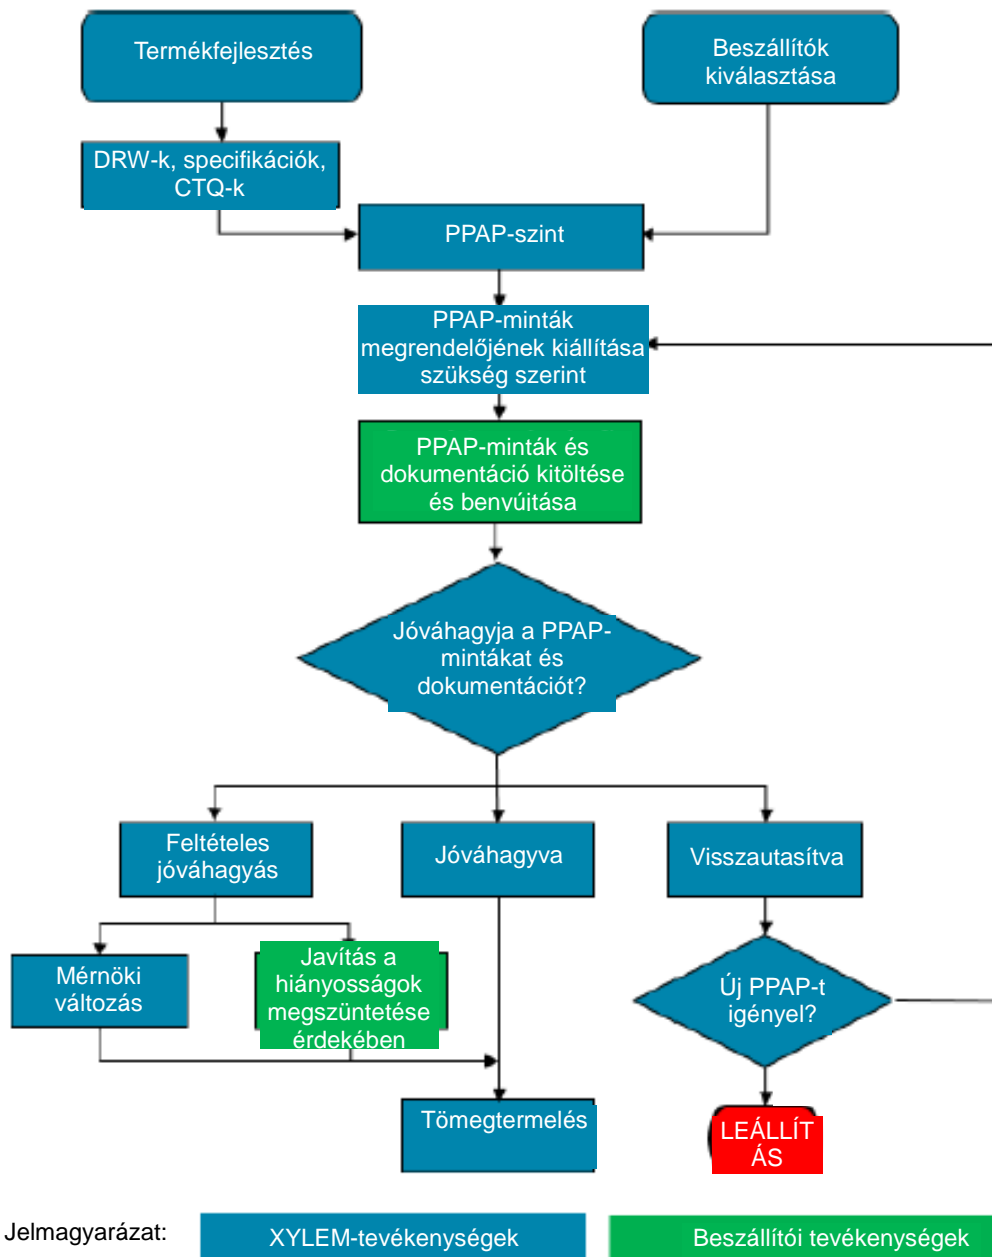 Termékfejlesztés
Beszállítók
kiválasztása
DRW-k, specifikációk,
CTQ-k
PPAP-szint
PPAP-minták
megrendelőjének kiállítása
szükség szerint
PPAP-minták és
dokumentáció kitöltése
és benyújtása
Jóváhagyja a PPAP-
mintákat és
dokumentációt?
Feltételes
jóváhagyás
Jóváhagyva
Visszautasítva
Mérnöki
változás
Javítás a
hiányosságok
megszüntetése
érdekében
Új PPAP-t
igényel?
Tömegtermelés
LEÁLLÍT
ÁS
Jelmagyarázat:
XYLEM-tevékenységek
Beszállítói tevékenységek